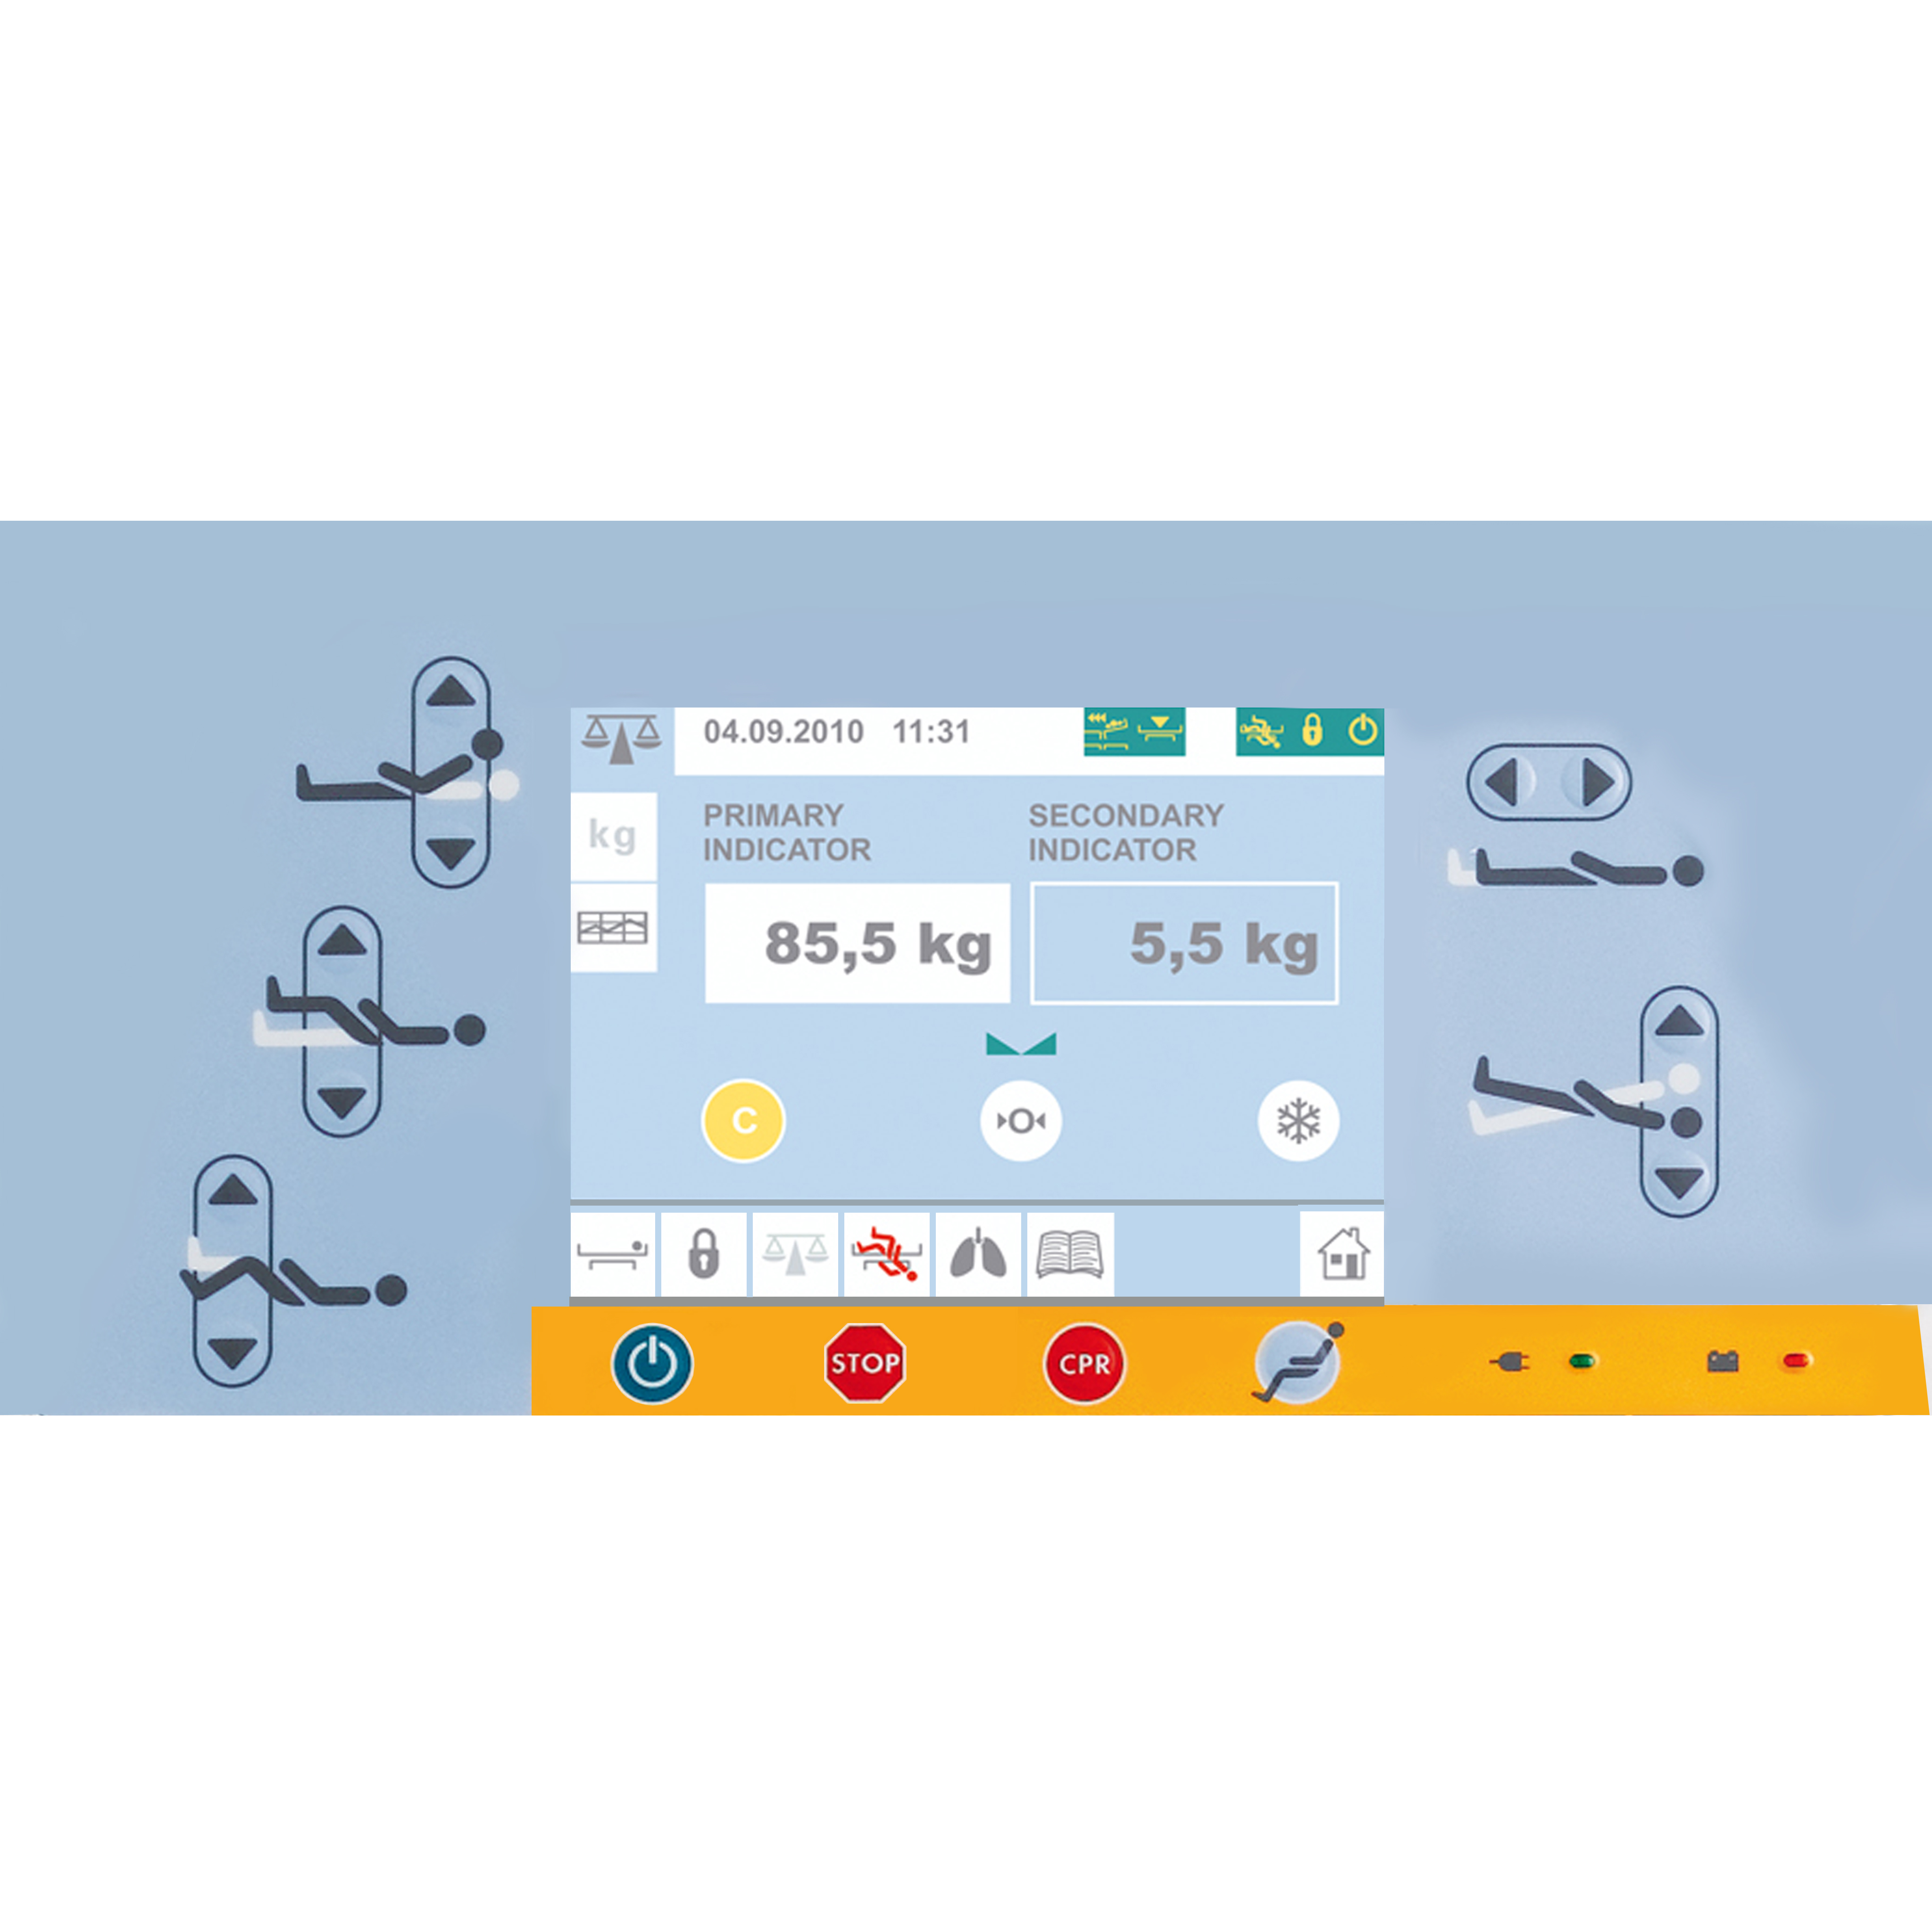 04.09.2010 11:31
kg
PRIMARY
INDICATOR
SECONDARY
INDICATOR
85,5 kg
5,5 kg
C
▸O◂
STOP
CPR